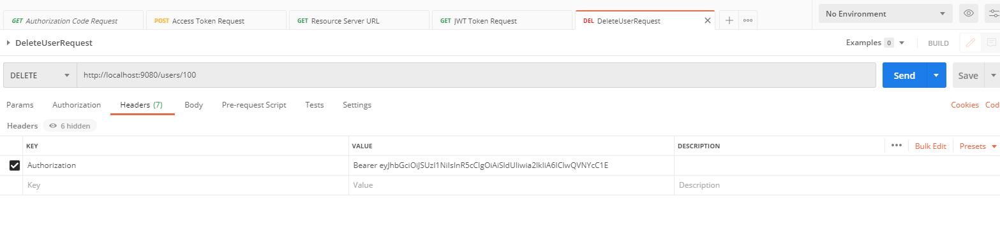 GET Authorization Code Request POST Access Token Request GET Resource Server URL GET JWT Token Request DEL DeleteUserRequest No Environment
DeleteUserRequest Examples 0 BUILD
DELETE http://localhost:9080/users/100 Send Save
Params Authorization Headers (7) Body Pre-request Script Tests Settings Cookies Cod
Headers 6 hidden
KEY VALUE DESCRIPTION Bulk Edit Presets
Authorization Bearer eyJhbGciOiJSUzI1NiIsInR5cCIgOiAiSldUIiwia2lkIiA6ICIwQVNYcC1E
Key Value Description